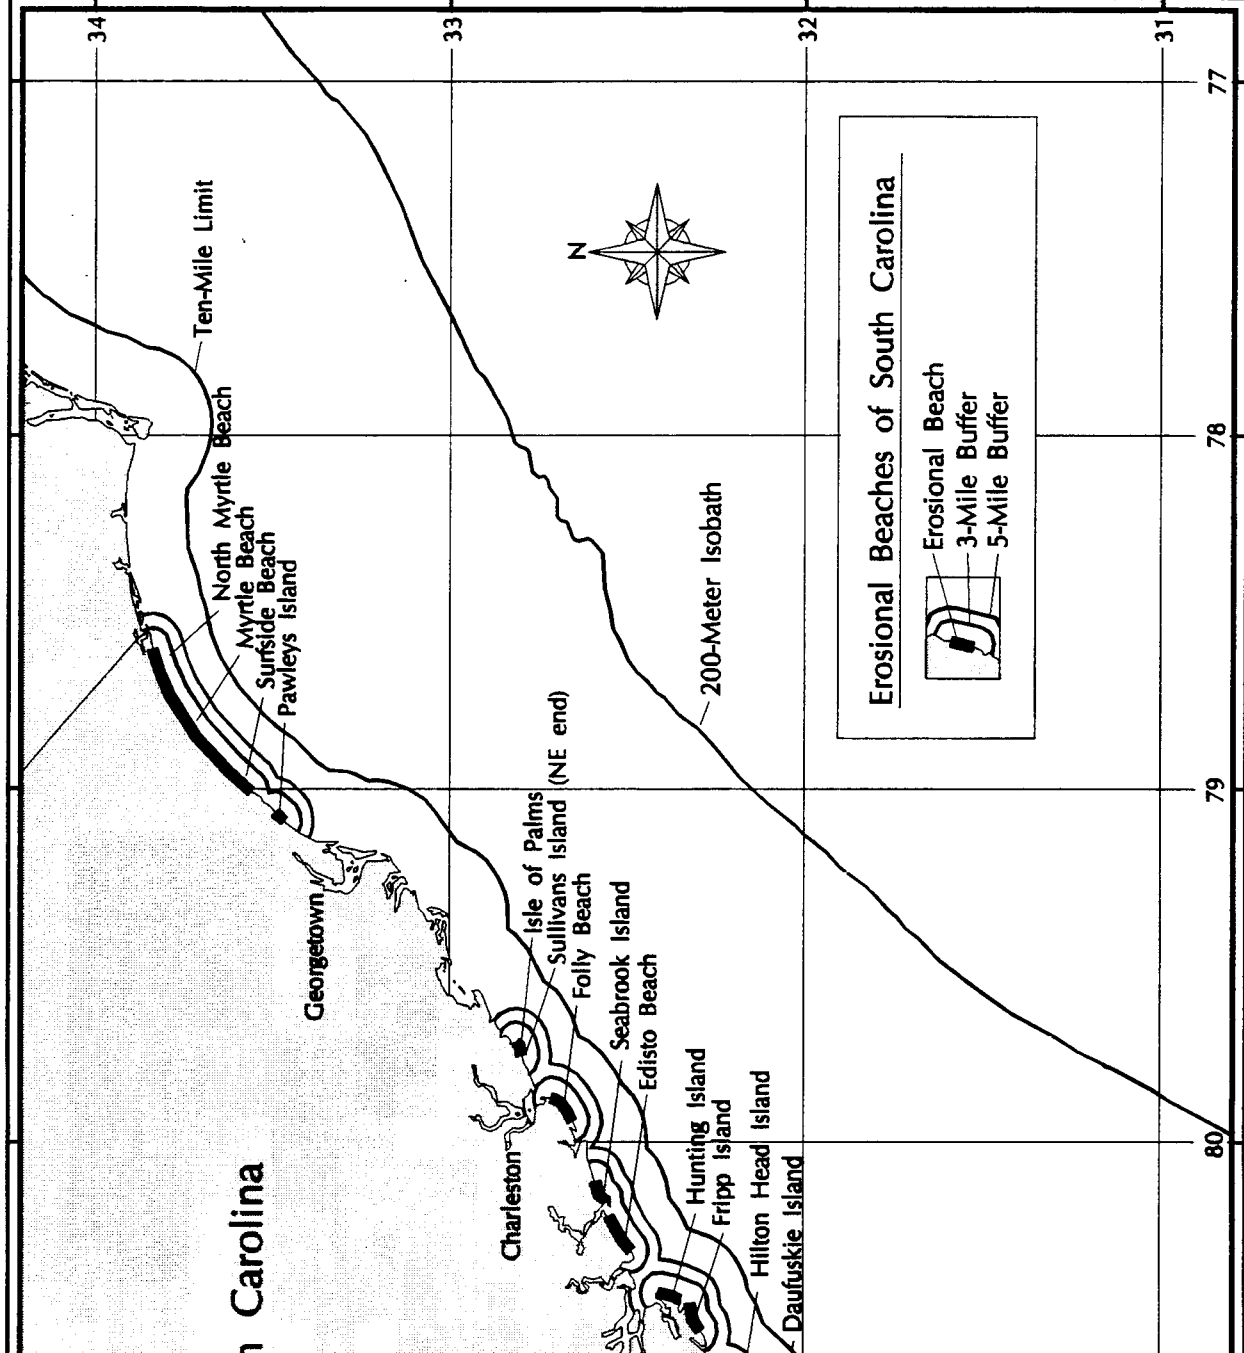 34
33
32
31
77
78
79
80
Ten-Mile Limit
North Myrtle Beach
Myrtle Beach
Surfside Beach
Pawleys Island
Georgetown
Isle of Palms
Sullivans Island (NE end)
Folly Beach
Seabrook Island
Edisto Beach
Charleston
Hunting Island
Fripp Island
Hilton Head Island
Daufuskie Island
Carolina
200-Meter Isobath
N
Erosional Beaches of South Carolina
Erosional Beach
3-Mile Buffer
5-Mile Buffer